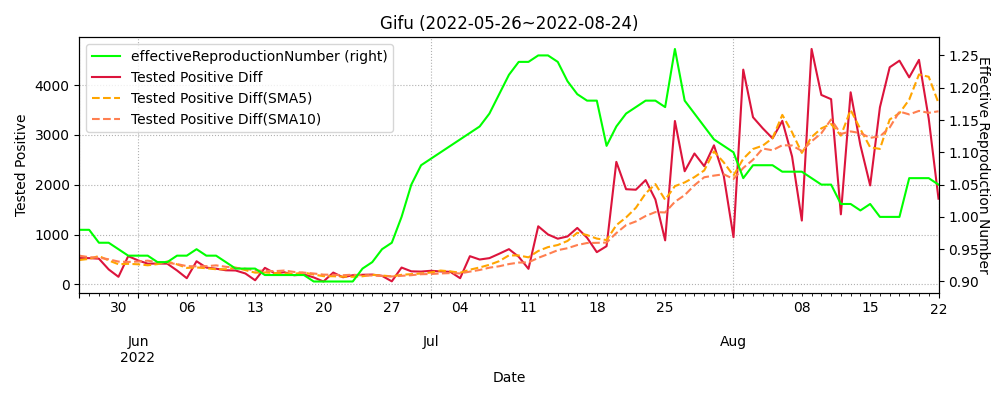 Gifu (2022-05-26~2022-08-24)
effectiveReproductionNumber (right)
Tested Positive Diff
Tested Positive Diff(SMA5)
Tested Positive Diff(SMA10)
Tested Positive
4000
3000
2000
1000
0
Effective Reproduction Number
1.25
1.20
1.15
1.10
1.05
1.00
0.95
0.90
30 06 13 20 27 04 11 18 25 08 15 22
Jun Jul Aug
2022
Date